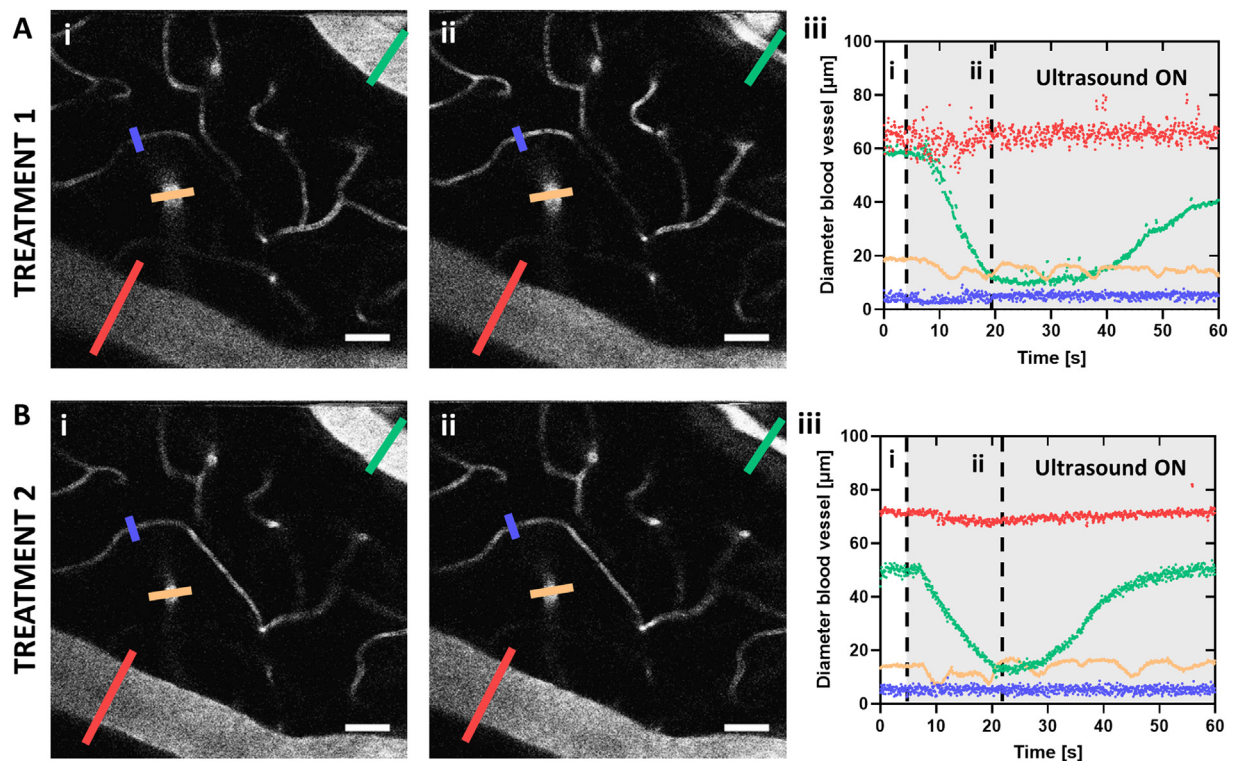 A
TREATMENT 1
i
ii
iii
100
80
60
40
20
0
Diameter blood vessel [µm]
i
ii
Ultrasound ON
0
10
20
30
40
50
60
Time [s]
B
TREATMENT 2
i
ii
iii
100
80
60
40
20
0
Diameter blood vessel [µm]
i
ii
Ultrasound ON
0
10
20
30
40
50
60
Time [s]